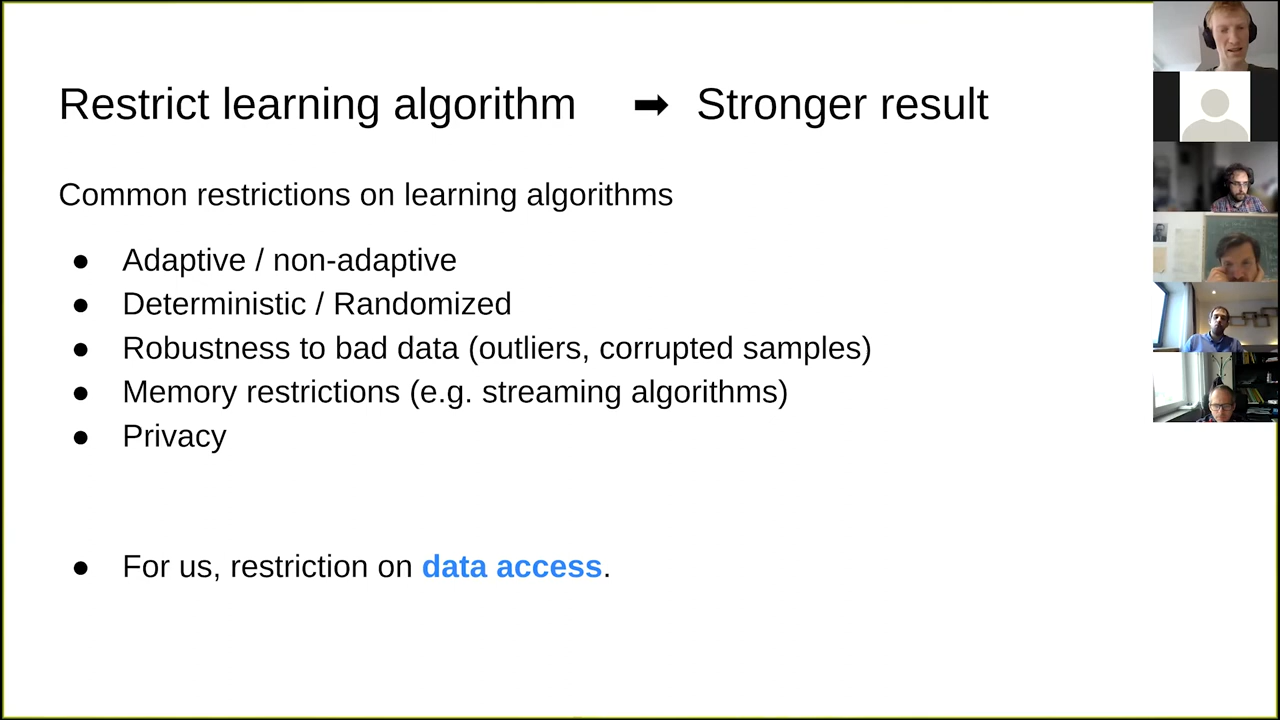 Restrict learning algorithm ➡ Stronger result
Common restrictions on learning algorithms
● Adaptive / non-adaptive
● Deterministic / Randomized
● Robustness to bad data (outliers, corrupted samples)
● Memory restrictions (e.g. streaming algorithms)
● Privacy
● For us, restriction on data access.